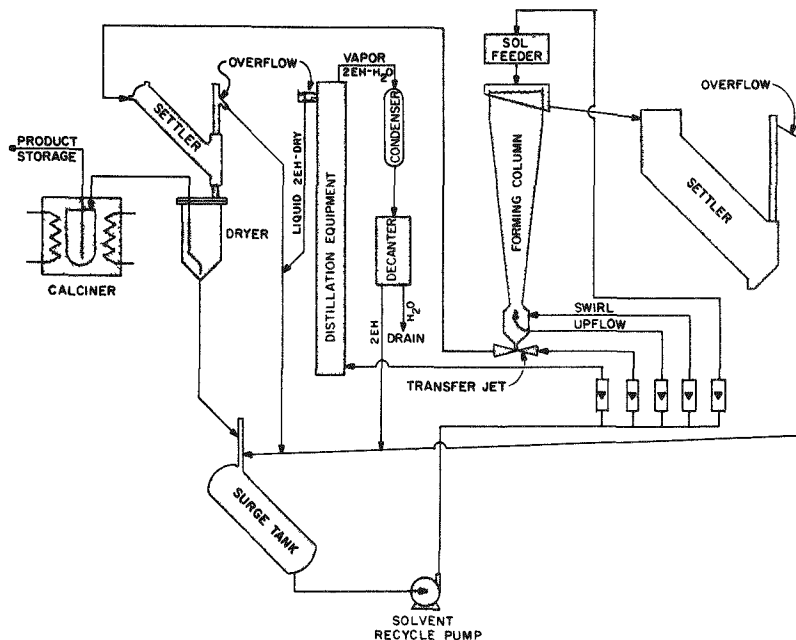 SOL
FEEDER
OVERFLOW
VAPOR
2EH-H2O
OVERFLOW
SETTLER
CONDENSER
PRODUCT
STORAGE
LIQUID 2EH-DRY
DISTILLATION EQUIPMENT
FORMING COLUMN
SETTLER
DRYER
DECANTER
CALCINER
2EH
H2O
DRAIN
SWIRL
UPFLOW
TRANSFER JET
SURGE TANK
SOLVENT
RECYCLE PUMP